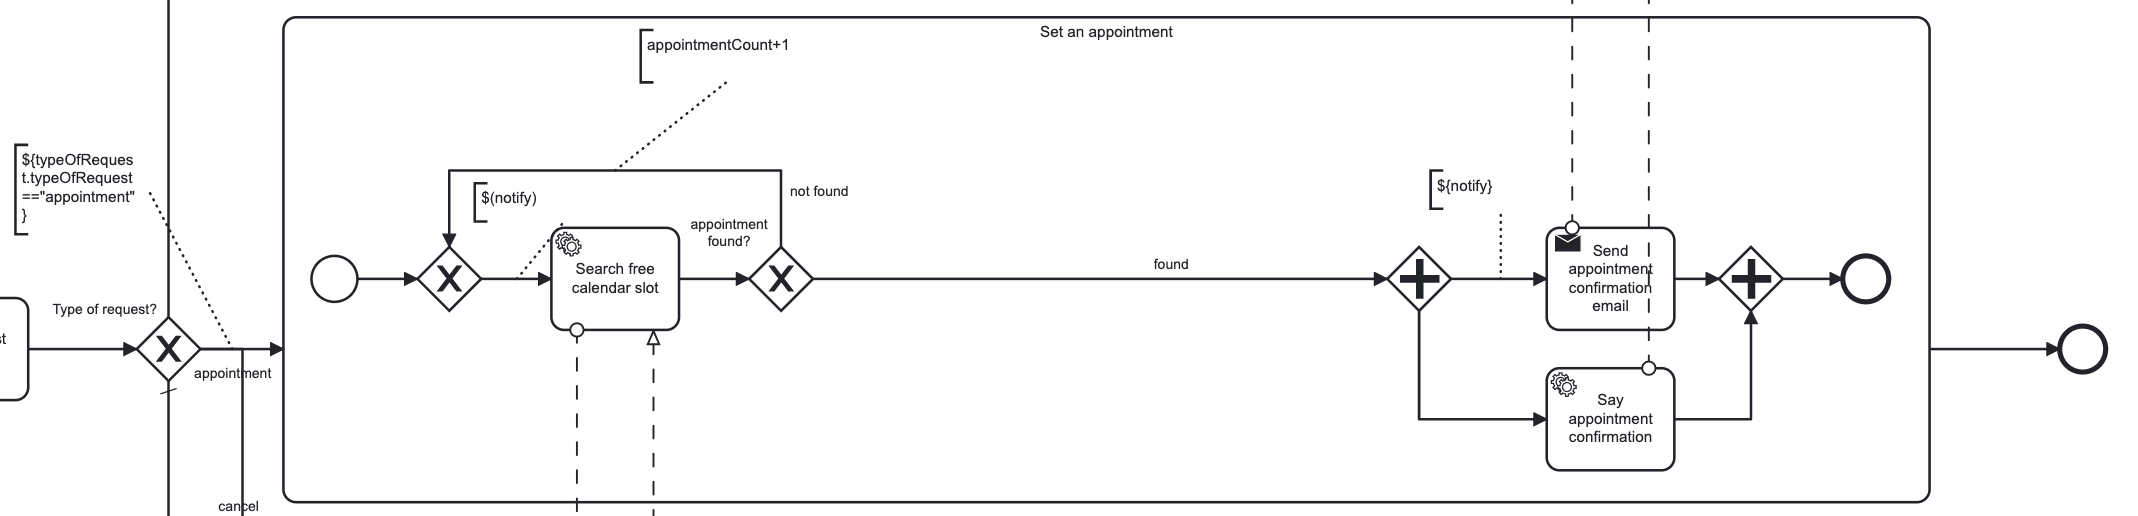 Set an appointment
appointmentCount+1
${typeOfReques
t.typeOfRequest
=="appointment"
}
$(notify)
not found
${notify}
appointment
found?
Search free
calendar slot
found
Send
appointment
confirmation
email
Type of request?
st
appointment
Say
appointment
confirmation
cancel